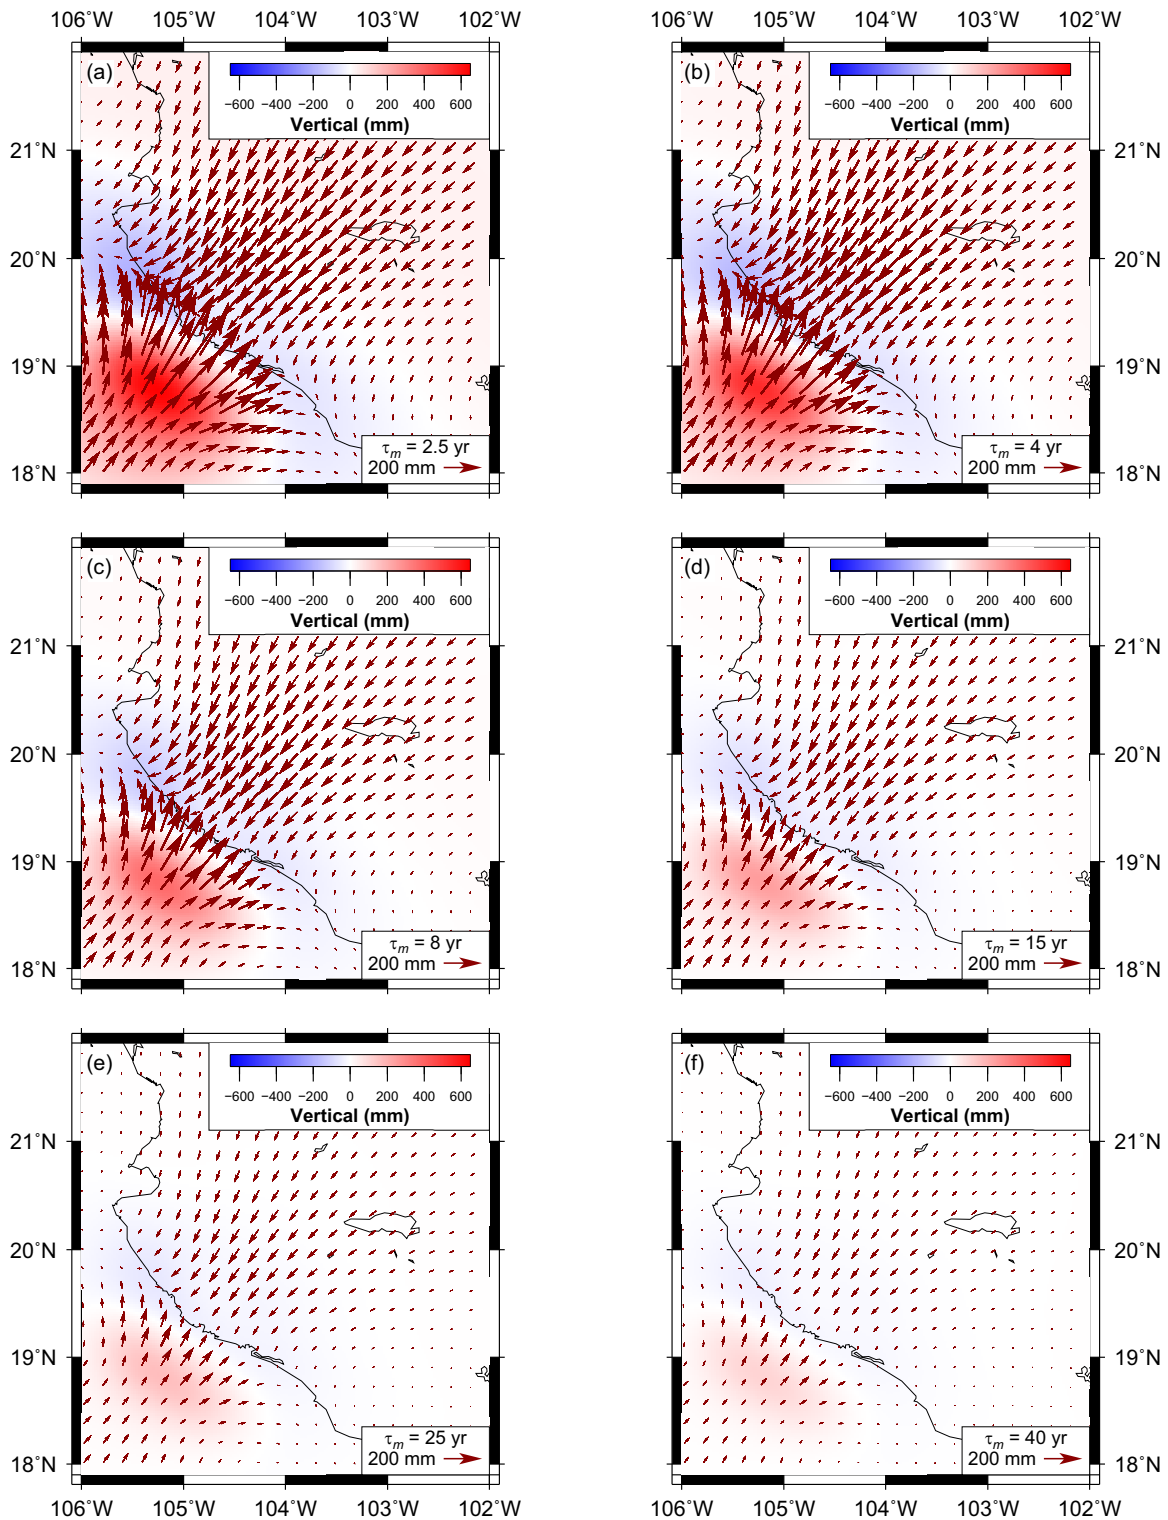 106°W 105°W 104°W 103°W 102°W 106°W 105°W 104°W 103°W 102°W
(a)
−600 −400 −200 0 200 400 600
Vertical (mm)
21°N
20°N
19°N
18°N
τm = 2.5 yr
200 mm
(b)
−600 −400 −200 0 200 400 600
Vertical (mm)
21°N
20°N
19°N
18°N
τm = 4 yr
200 mm
(c)
−600 −400 −200 0 200 400 600
Vertical (mm)
21°N
20°N
19°N
18°N
τm = 8 yr
200 mm
(d)
−600 −400 −200 0 200 400 600
Vertical (mm)
21°N
20°N
19°N
18°N
τm = 15 yr
200 mm
(e)
−600 −400 −200 0 200 400 600
Vertical (mm)
21°N
20°N
19°N
18°N
τm = 25 yr
200 mm
(f)
−600 −400 −200 0 200 400 600
Vertical (mm)
21°N
20°N
19°N
18°N
τm = 40 yr
200 mm
106°W 105°W 104°W 103°W 102°W 106°W 105°W 104°W 103°W 102°W